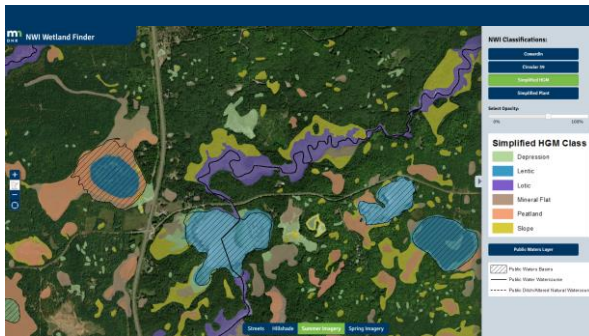 m
DNR
NWI Wetland Finder
NWI Classifications:
Cowardin
Circular 39
Simplified HGM
Simplified Plant
Select Opacity:
0% 100%
Simplified HGM Class
Depression
Lentic
Lotic
Mineral Flat
Peatland
Slope
Public Waters Layer
Public Waters Basins
Public Water Watercourse
Public Ditch/Altered Natural Watercourse
Streets Hillshade Summer Imagery Spring Imagery